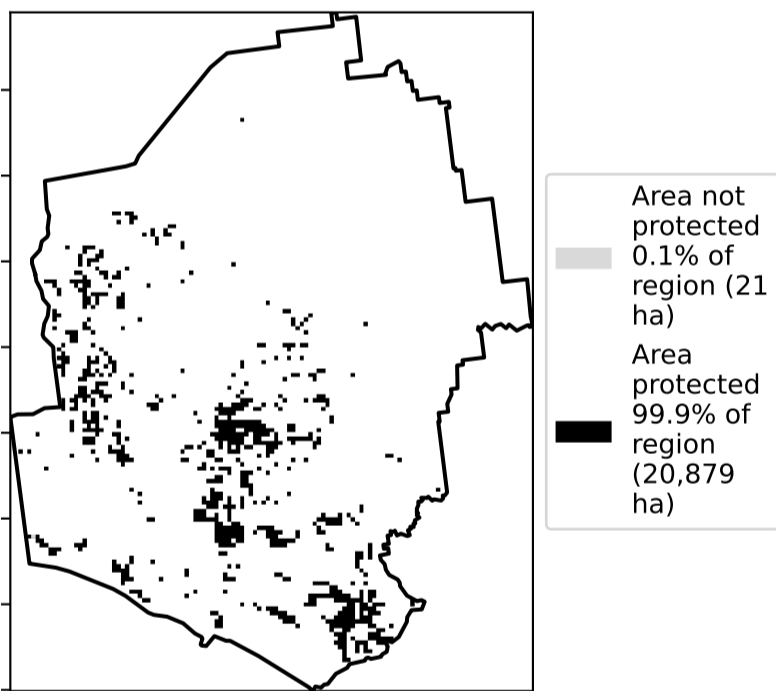 Area not
protected
0.1% of
region (21
ha)
Area
protected
99.9% of
region
(20,879
ha)